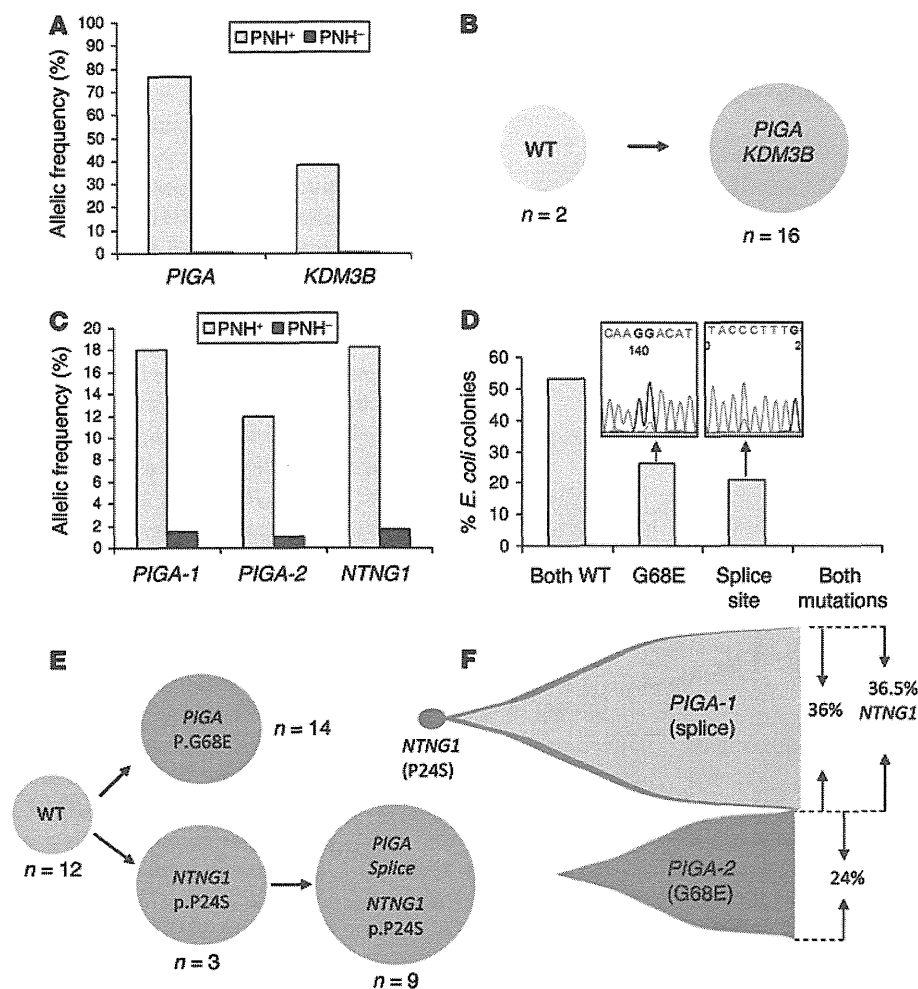 A
Allelic frequency (%)
100
90
80
70
60
50
40
30
20
10
0
PNH+ PNH−
PIGA KDM3B
B
WT
n = 2
PIGA
KDM3B
n = 16
C
Allelic frequency (%)
20
18
16
14
12
10
8
6
4
2
0
PNH+ PNH−
PIGA-1 PIGA-2 NTNG1
D
% E. coli colonies
60
50
40
30
20
10
0
CAAGGACAT
140
TACCCTTTG
0 2
Both WT G68E Splice site Both mutations
E
WT
n = 12
PIGA
P.G68E
n = 14
NTNG1
p.P24S
n = 3
PIGA
Splice
NTNG1
p.P24S
n = 9
F
NTNG1
(P24S)
PIGA-1
(splice)
36%
36.5%
NTNG1
PIGA-2
(G68E)
24%